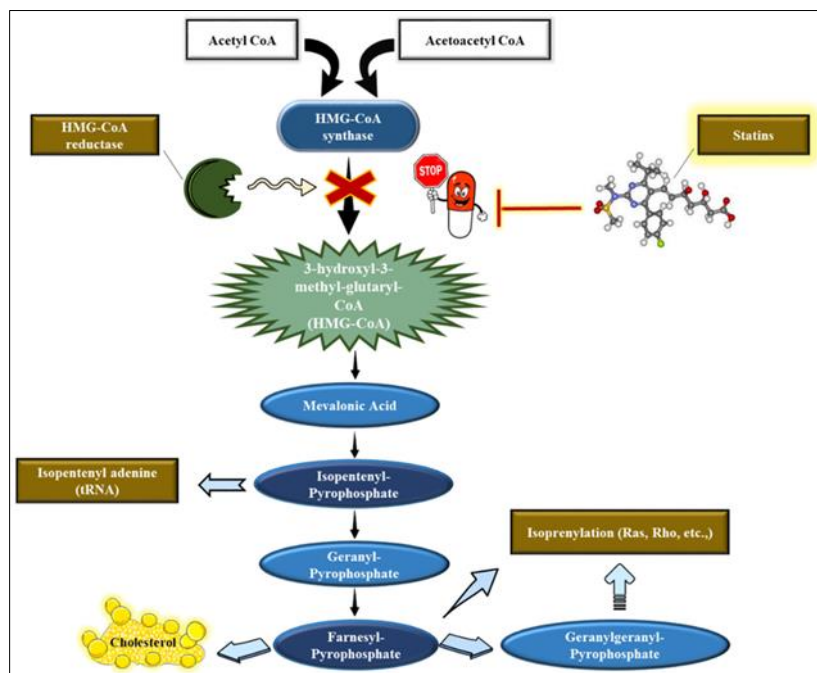 Acetyl CoA
Acetoacetyl CoA
HMG-CoA
synthase
HMG-CoA
reductase
STOP
Statins
3-hydroxyl-3-
methyl-glutaryl-
CoA
(HMG-CoA)
Mevalonic Acid
Isopentenyl-
Pyrophosphate
Isopentenyl adenine
(tRNA)
Geranyl-
Pyrophosphate
Isoprenylation (Ras, Rho, etc.,)
Cholesterol
Farnesyl-
Pyrophosphate
Geranylgeranyl-
Pyrophosphate